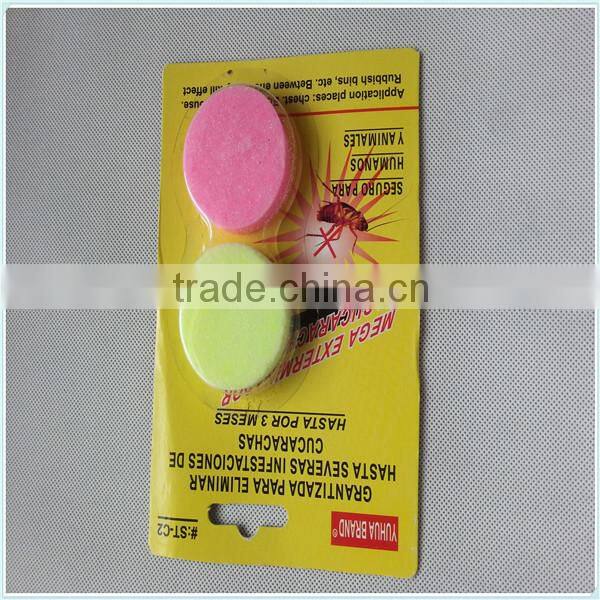 YUHUA BRAND®
#:ST-C2
GRANTIZADA PARA ELIMINAR
HASTA SEVERAS INFESTACIONES DE
CUCARACHAS
HASTA POR 3 MESES
MEGA
SEGURO PARA
HUMANOS
Y ANIMALES
Application places: chest.
Rubbish bins, etc. Between
effect
trade.china.cn